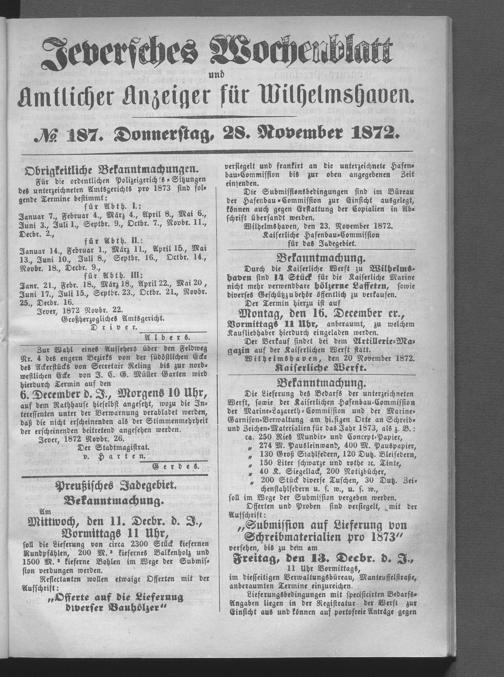 Jeversches Wochenblatt
und
Amtlicher Anzeiger für Wilhelmshaven.
№ 187. Donnerstag, 28. November 1872.
Obrigkeitliche Bekanntmachungen.
Für die ordentlichen Polizeigerichts-Sitzungen
des unterzeichneten Amtsgerichts pro 1873 sind fol-
gende Termine bestimmt:
für Abth. I.:
Januar 7., Februar 4., März 4., April 8., Mai 6.,
Juni 3., Juli 1., Septbr. 9., Octbr. 7., Novbr. 11.,
Decbr. 2.,
für Abth. II.:
Januar 14., Februar 1., März 11., April 15., Mai
13., Juni 10., Juli 8., Septbr. 16., Octbr. 14.,
Novbr. 18., Decbr. 9.,
für Abth. III:
Janr. 21., Febr. 18., März 18., April 22., Mai 20.,
Juni 17., Juli 15., Septbr. 23., Octbr. 21., Novbr.
25., Decbr. 16.
Jever, 1872 Novbr. 22.
Großherzogliches Amtsgericht.
Driver.
Albers.
Zur Wahl eines Aufsehers über den Feldweg
Nr. 4 des engern Bezirks von der südöstlichen Ecke
des Ackerstücks von Secretair Keling bis zur nord-
westlichen Ecke von J. C. G. Müller Garten wird
hierdurch Termin auf den
6. December d. J., Morgens 10 Uhr,
auf dem Rathhause hieselbst angesetzt, wozu die In-
teressenten unter der Verwarnung verabladet werden,
daß die nicht erscheinenden als der Stimmenmehrheit
der erscheinenden beitretend angesehen werden.
Jever, 1872 Novbr. 26.
Der Stadtmagistrat.
v. Harten.
Gerdes.
Preußisches Jadegebiet.
Bekanntmachung.
Am
Mittwoch, den 11. Decbr. d. J.,
Vormittags 11 Uhr,
soll die Lieferung von circa 2300 Stück kiefernen
Rundpfählen, 200 M.³ kiefernes Balkenholz und
1500 M.² kieferne Bohlen im Wege der Submis-
sion verdungen werden.
Reflectanten wollen etwaige Offerten mit der
Aufschrift:
„Offerte auf die Lieferung
diverser Bauhölzer"
versiegelt und frankirt an die unterzeichnete Hafen-
bau-Commission bis zur oben angegebenen Zeit
einsenden.
Die Submissionsbedingungen sind im Büreau
der Hafenbau-Commission zur Einsicht ausgelegt,
können auch gegen Erstattung der Copialien in Ab-
schrift übersandt werden.
Wilhelmshaven, den 23. November 1872.
Kaiserliche Hafenbau-Commission
für das Jadegebiet.
Bekanntmachung.
Durch die Kaiserliche Werft zu Wilhelms-
haven sind 14 Stück für die Kaiserliche Marine
nicht mehr verwendbare hölzerne Laffeten, sowie
diverses Geschützzubehör öffentlich zu verkaufen.
Der Termin hierzu ist auf
Montag, den 16. December cr.,
Vormittags 11 Uhr, anberaumt, zu welchem
Kaufliebhaber hierdurch eingeladen werden.
Der Verkauf findet bei dem Artillerie-Ma-
gazin auf der Kaiserlichen Werft statt.
Wilhelmshaven, den 20 November 1872.
Kaiserliche Werft.
Bekanntmachung.
Die Lieferung des Bedarfs der unterzeichneten
Werft, sowie der Kaiserlichen Hafenbau-Commission
der Marine-Lazareth-Commission und der Marine-
Garnison-Verwaltung am hiesigen Orte an Schreib-
und Zeichen-Materialien für das Jahr 1873, als z. B.:
ca. 250 Ries Mundir- und Concept-Papier,
„ 274 M. Pausleinwand, 400 M. Pauspapier,
„ 130 Groß Stahlfedern, 120 Dutz. Bleifedern,
„ 150 Liter schwarze und rothe rc. Tinte,
„ 40 K. Siegellack, 200 Notizbücher,
„ 200 Stück diverse Tuschen, 30 Dutz. Zei-
chenstahlfedern u. s. w., u. s. w.,
soll im Wege der Submission vergeben werden.
Offerten und Proben sind versiegelt, mit der
Aufschrift:
„Submission auf Lieferung von
Schreibmaterialien pro 1873"
versehen, bis zu dem am
Freitag, den 13. Decbr. d. J.,
11 Uhr Vormittags,
im diesseitigen Verwaltungsbüreau, Manteuffelstraße,
anberaumten Termine einzureichen.
Lieferungsbedingungen mit specificirten Bedarfs-
Angaben liegen in der Registratur der Werft zur
Einsicht aus und können auf portofreie Anträge gegen